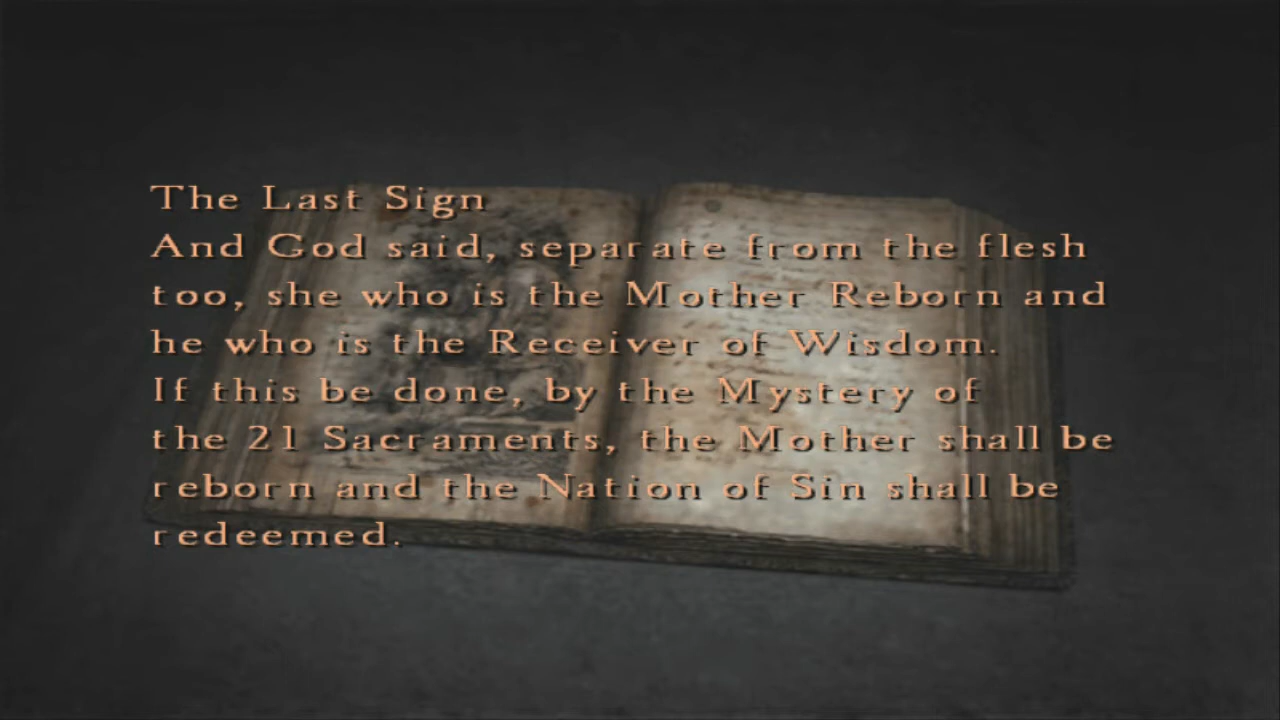 The Last Sign
And God said, separate from the flesh
too, she who is the Mother Reborn and
he who is the Receiver of Wisdom.
If this be done, by the Mystery of
the 21 Sacraments, the Mother shall be
reborn and the Nation of Sin shall be
redeemed.